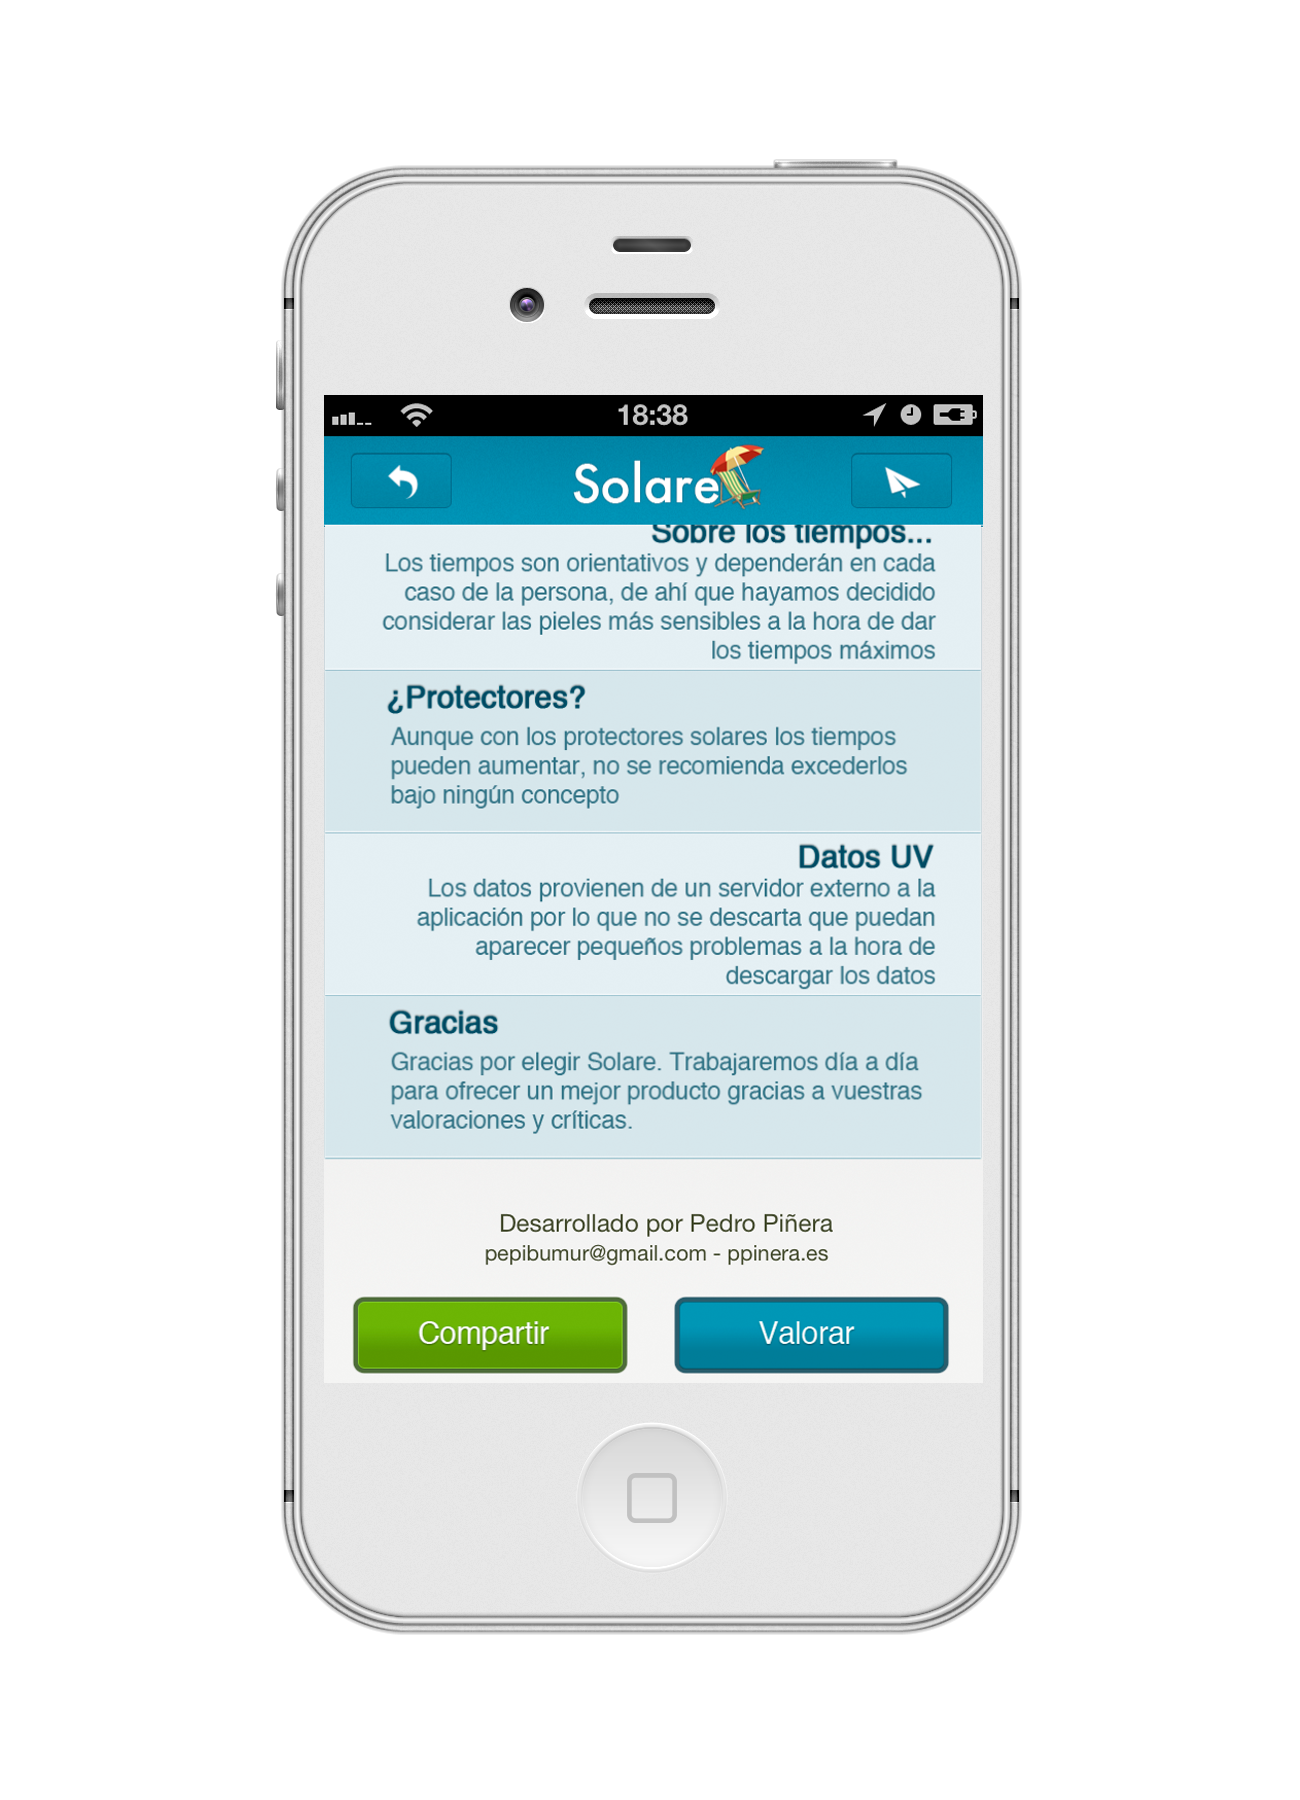 18:38
Solare
Sobre los tiempos...
Los tiempos son orientativos y dependerán en cada
caso de la persona, de ahí que hayamos decidido
considerar las pieles más sensibles a la hora de dar
los tiempos máximos
¿Protectores?
Aunque con los protectores solares los tiempos
pueden aumentar, no se recomienda excederlos
bajo ningún concepto
Datos UV
Los datos provienen de un servidor externo a la
aplicación por lo que no se descarta que puedan
aparecer pequeños problemas a la hora de
descargar los datos
Gracias
Gracias por elegir Solare. Trabajaremos día a día
para ofrecer un mejor producto gracias a vuestras
valoraciones y críticas.
Desarrollado por Pedro Piñera
pepibumur@gmail.com - ppinera.es
Compartir
Valorar